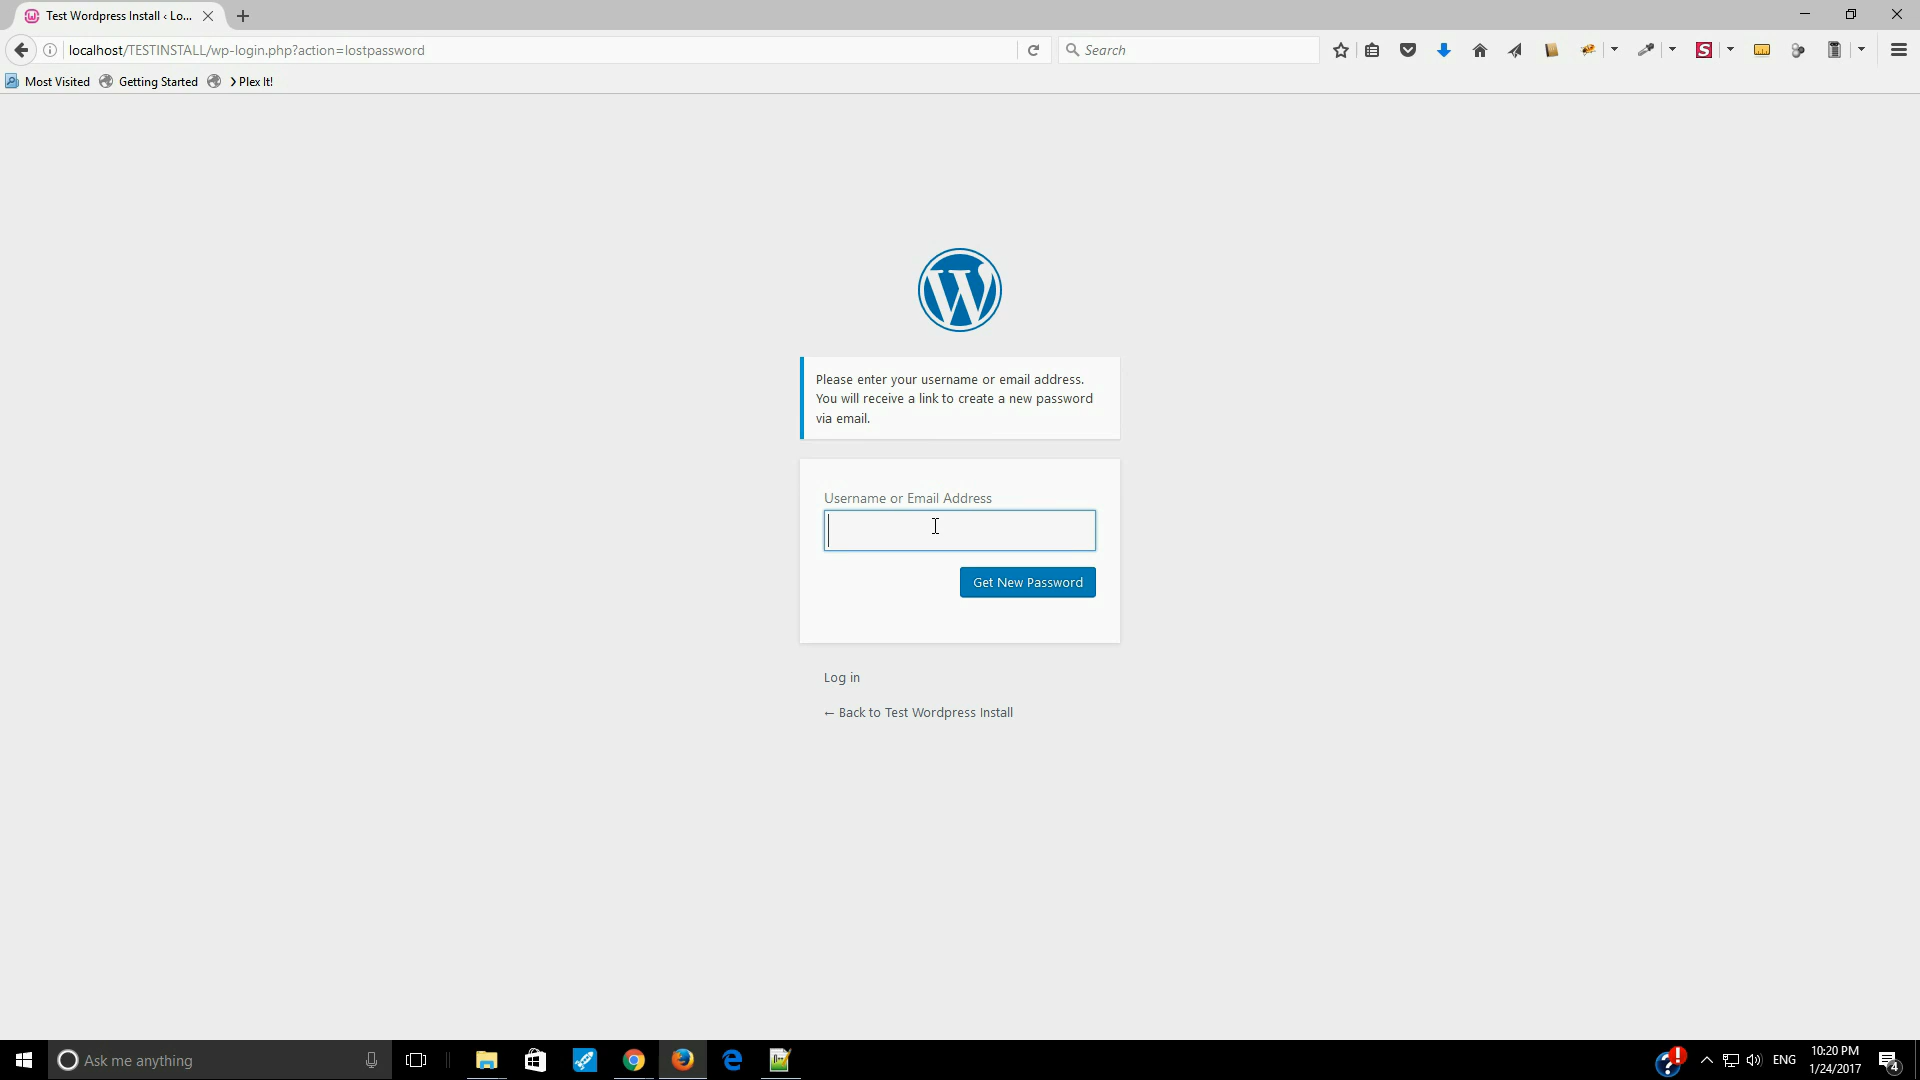 Test Wordpress Install ‹ Lo...
localhost/TESTINSTALL/wp-login.php?action=lostpassword
Search
Most Visited
Getting Started
Plex It!
Please enter your username or email address.
You will receive a link to create a new password
via email.
Username or Email Address
Get New Password
Log in
← Back to Test Wordpress Install
Ask me anything
ENG
10:20 PM
1/24/2017
4